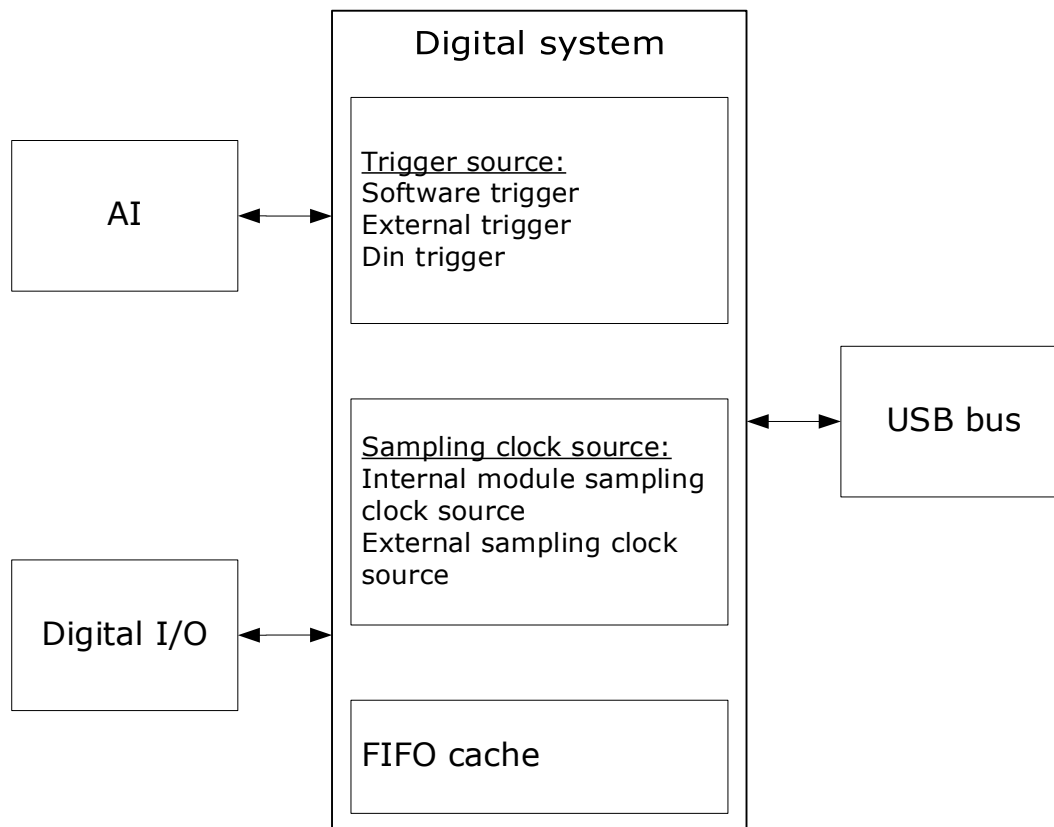 Digital system
AI
Trigger source:
Software trigger
External trigger
Din trigger
Sampling clock source:
Internal module sampling
clock source
External sampling clock
source
USB bus
Digital I/O
FIFO cache